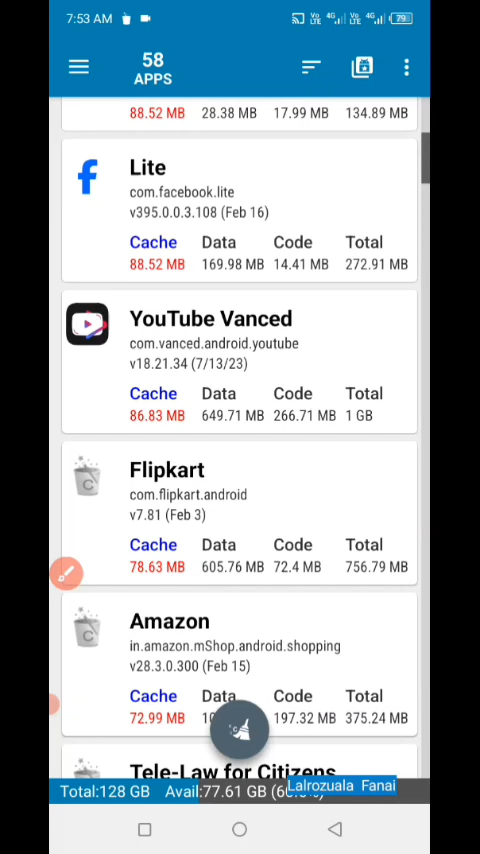 7:53 AM Vo LTE 4G Vo LTE 4G 79
58
APPS
88.52 MB 28.38 MB 17.99 MB 134.89 MB
Lite
com.facebook.lite
v395.0.0.3.108 (Feb 16)
Cache Data Code Total
88.52 MB 169.98 MB 14.41 MB 272.91 MB
YouTube Vanced
com.vanced.android.youtube
v18.21.34 (7/13/23)
Cache Data Code Total
86.83 MB 649.71 MB 266.71 MB 1 GB
Flipkart
com.flipkart.android
v7.81 (Feb 3)
Cache Data Code Total
78.63 MB 605.76 MB 72.4 MB 756.79 MB
Amazon
in.amazon.mShop.android.shopping
v28.3.0.300 (Feb 15)
Cache Data Code Total
72.99 MB 197.32 MB 375.24 MB
Tele-Law for Citizens
Total:128 GB Avail:77.61 GB
Lalrozuala Fanai